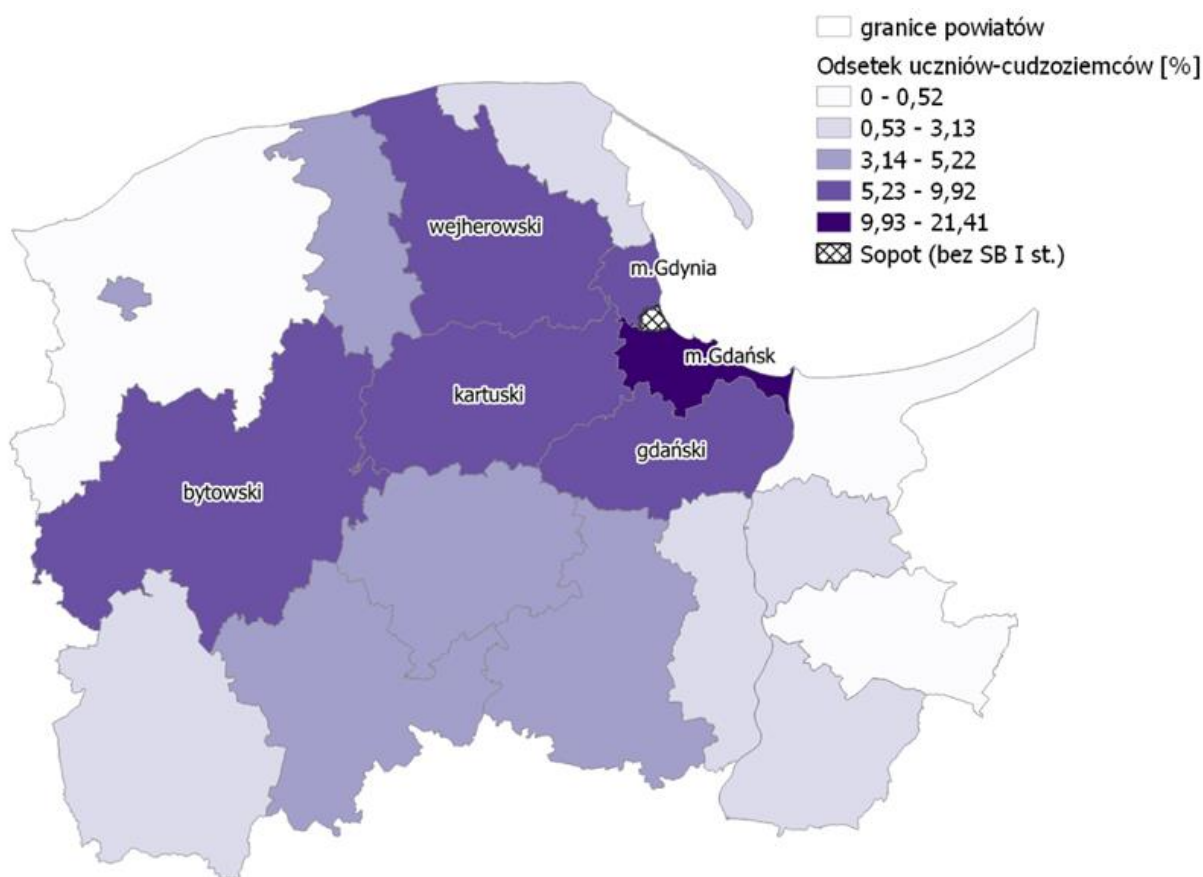 granice powiatów
Odsetek uczniów-cudzoziemców [%]
0 - 0,52
0,53 - 3,13
3,14 - 5,22
5,23 - 9,92
9,93 - 21,41
Sopot (bez SB I st.)
wejherowski
m.Gdynia
m.Gdańsk
kartuski
gdański
bytowski